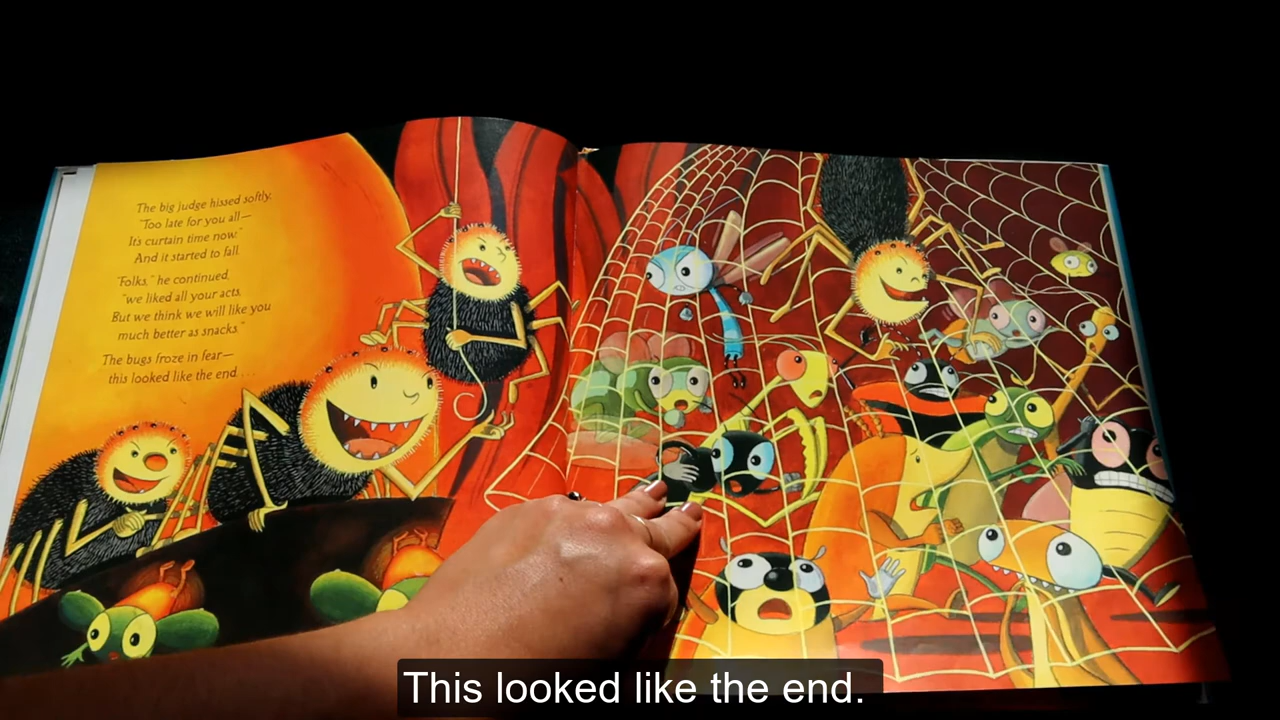 The big judge hissed softly,
"Too late for you all—
It's curtain time now."
And it started to fall.
"Folks," he continued,
"we liked all your acts,
But we think we will like you
much better as snacks."
The bugs froze in fear—
this looked like the end . . .
This looked like the end.